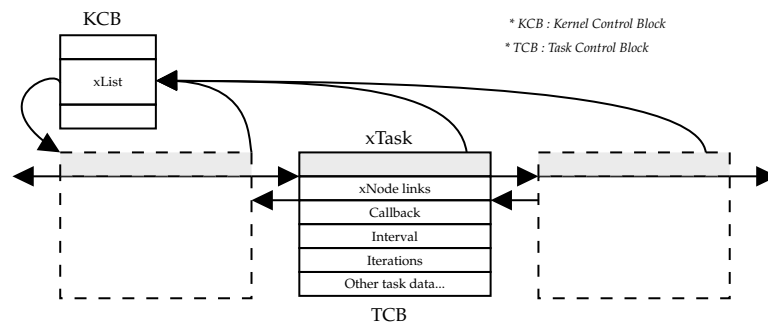 KCB
* KCB : Kernel Control Block
* TCB : Task Control Block
xList
xTask
xNode links
Callback
Interval
Iterations
Other task data...
TCB